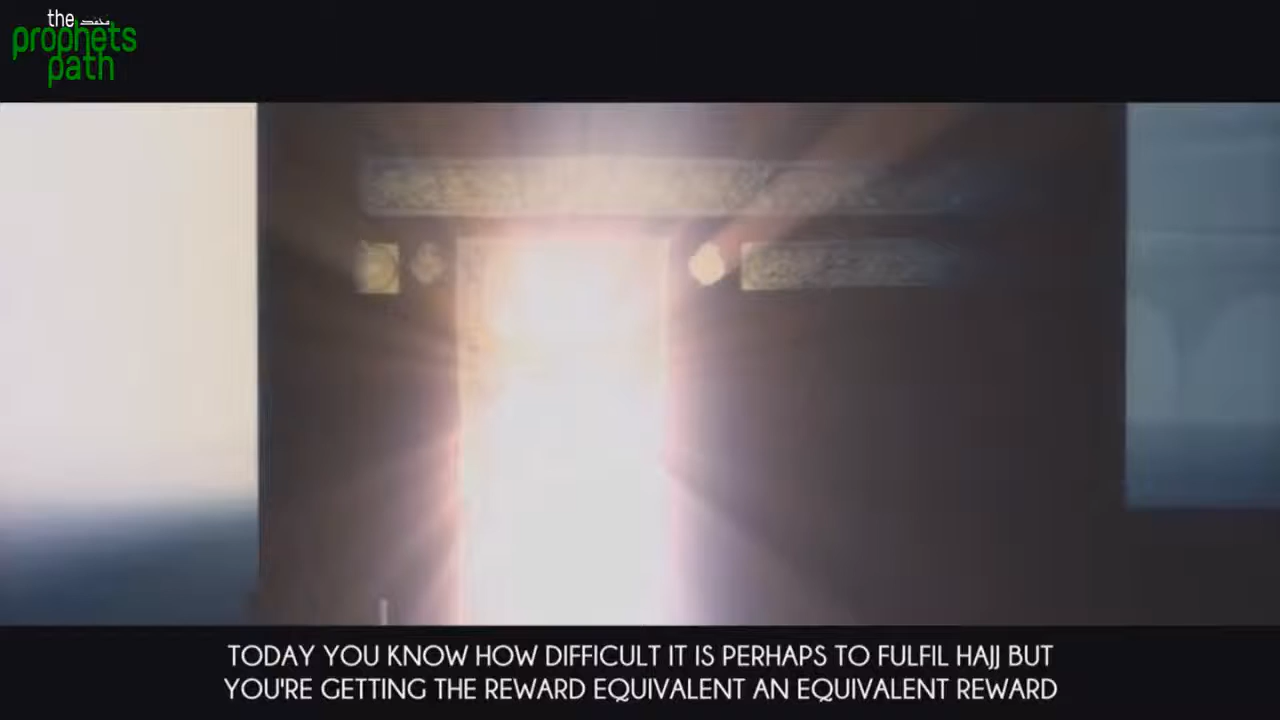 the محمد
prophets
path
TODAY YOU KNOW HOW DIFFICULT IT IS PERHAPS TO FULFIL HAJJ BUT
YOU'RE GETTING THE REWARD EQUIVALENT AN EQUIVALENT REWARD